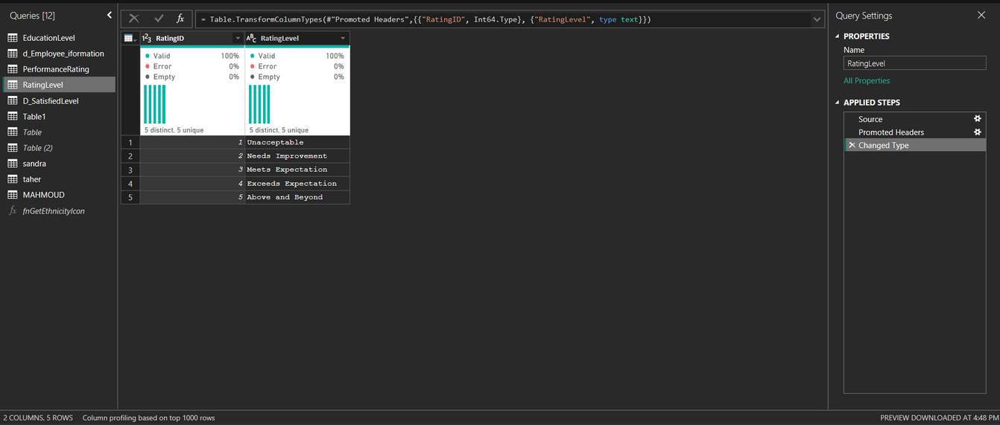 Queries [12]
EducationLevel
d_Employee_iformation
PerformanceRating
RatingLevel
D_SatisfiedLevel
Table1
Table
Table (2)
sandra
taher
MAHMOUD
fx fnGetEthnicityIcon
fx
= Table.TransformColumnTypes(#"Promoted Headers",{{"RatingID", Int64.Type}, {"RatingLevel", type text}})
123 RatingID ABC RatingLevel
Valid 100% Valid 100%
Error 0% Error 0%
Empty 0% Empty 0%
5 distinct, 5 unique 5 distinct, 5 unique
1 1 Unacceptable
2 2 Needs Improvement
3 3 Meets Expectation
4 4 Exceeds Expectation
5 5 Above and Beyond
Query Settings
PROPERTIES
Name
RatingLevel
All Properties
APPLIED STEPS
Source
Promoted Headers
Changed Type
2 COLUMNS, 5 ROWS Column profiling based on top 1000 rows PREVIEW DOWNLOADED AT 4:48 PM